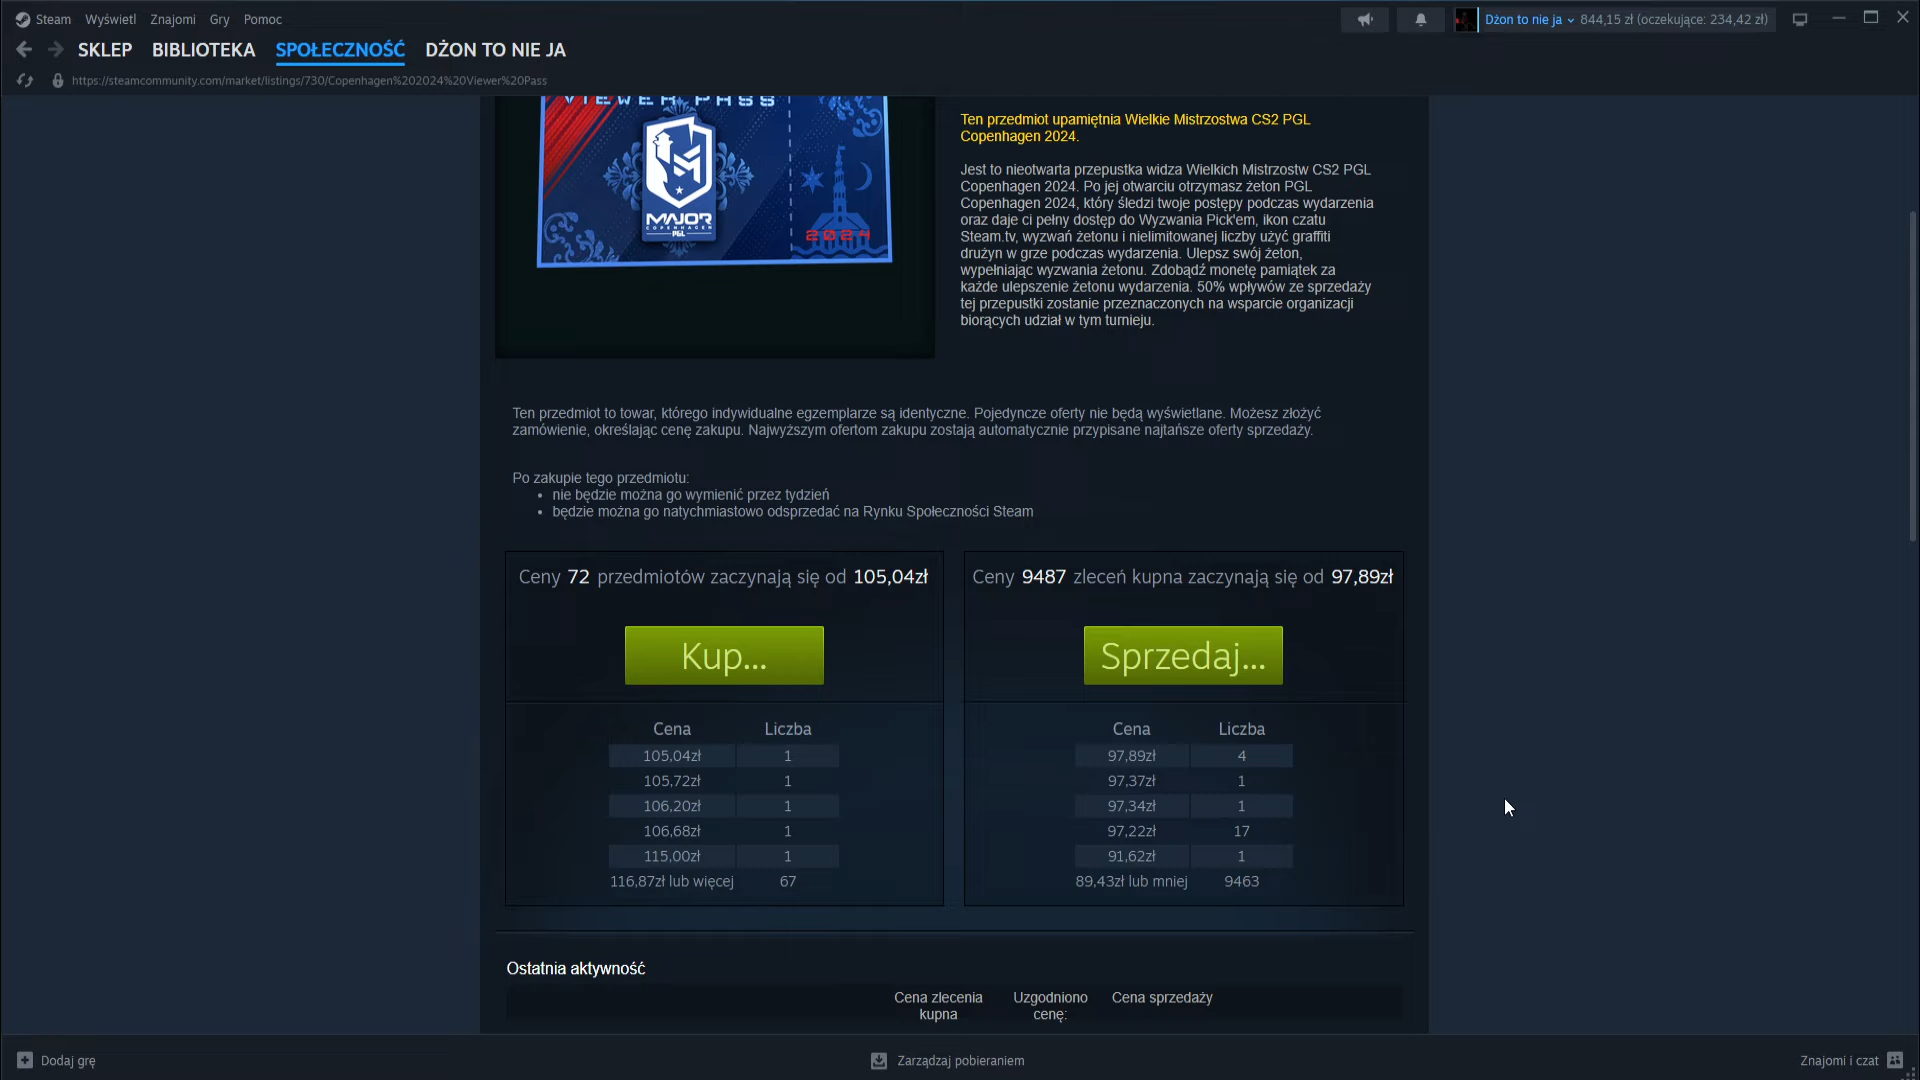 Steam Wyświetl Znajomi Gry Pomoc
Dżon to nie ja 844,15 zł (oczekujące: 234,42 zł)
SKLEP BIBLIOTEKA SPOŁECZNOŚĆ DŻON TO NIE JA
https://steamcommunity.com/market/listings/730/Copenhagen%202024%20Viewer%20Pass
VIEWER PASS
MAJOR
COPENHAGEN
PGL
2024
Ten przedmiot upamiętnia Wielkie Mistrzostwa CS2 PGL
Copenhagen 2024.
Jest to nieotwarta przepustka widza Wielkich Mistrzostw CS2 PGL
Copenhagen 2024. Po jej otwarciu otrzymasz żeton PGL
Copenhagen 2024, który śledzi twoje postępy podczas wydarzenia
oraz daje ci pełny dostęp do Wyzwania Pick'em, ikon czatu
Steam.tv, wyzwań żetonu i nielimitowanej liczby użyć graffiti
drużyn w grze podczas wydarzenia. Ulepsz swój żeton,
wypełniając wyzwania żetonu. Zdobądź monetę pamiątek za
każde ulepszenie żetonu wydarzenia. 50% wpływów ze sprzedaży
tej przepustki zostanie przeznaczonych na wsparcie organizacji
biorących udział w tym turnieju.
Ten przedmiot to towar, którego indywidualne egzemplarze są identyczne. Pojedyncze oferty nie będą wyświetlane. Możesz złożyć
zamówienie, określając cenę zakupu. Najwyższym ofertom zakupu zostają automatycznie przypisane najtańsze oferty sprzedaży.
Po zakupie tego przedmiotu:
• nie będzie można go wymienić przez tydzień
• będzie można go natychmiastowo odsprzedać na Rynku Społeczności Steam
Ceny 72 przedmiotów zaczynają się od 105,04zł
Kup...
Cena Liczba
105,04zł 1
105,72zł 1
106,20zł 1
106,68zł 1
115,00zł 1
116,87zł lub więcej 67
Ceny 9487 zleceń kupna zaczynają się od 97,89zł
Sprzedaj...
Cena Liczba
97,89zł 4
97,37zł 1
97,34zł 1
97,22zł 17
91,62zł 1
89,43zł lub mniej 9463
Ostatnia aktywność
Cena zlecenia
kupna
Uzgodniono
cenę:
Cena sprzedaży
Dodaj grę
Zarządzaj pobieraniem
Znajomi i czat